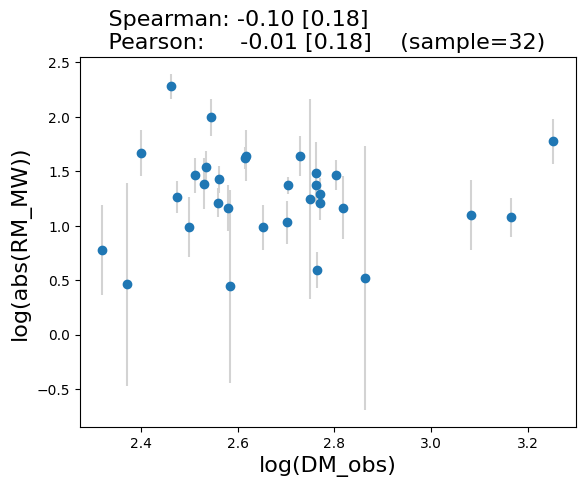 Spearman: -0.10 [0.18]
Pearson: -0.01 [0.18] (sample=32)
2.5
2.0
1.5
1.0
0.5
0.0
−0.5
log(abs(RM_MW))
2.4 2.6 2.8 3.0 3.2
log(DM_obs)